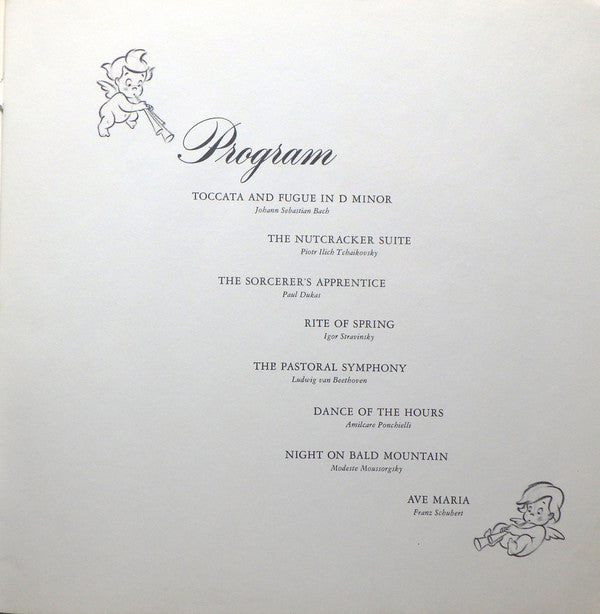 Program
TOCCATA AND FUGUE IN D MINOR
Johann Sebastian Bach
THE NUTCRACKER SUITE
Piotr Ilich Tchaikovsky
THE SORCERER'S APPRENTICE
Paul Dukas
RITE OF SPRING
Igor Stravinsky
THE PASTORAL SYMPHONY
Ludwig van Beethoven
DANCE OF THE HOURS
Amilcare Ponchielli
NIGHT ON BALD MOUNTAIN
Modeste Moussorgsky
AVE MARIA
Franz Schubert